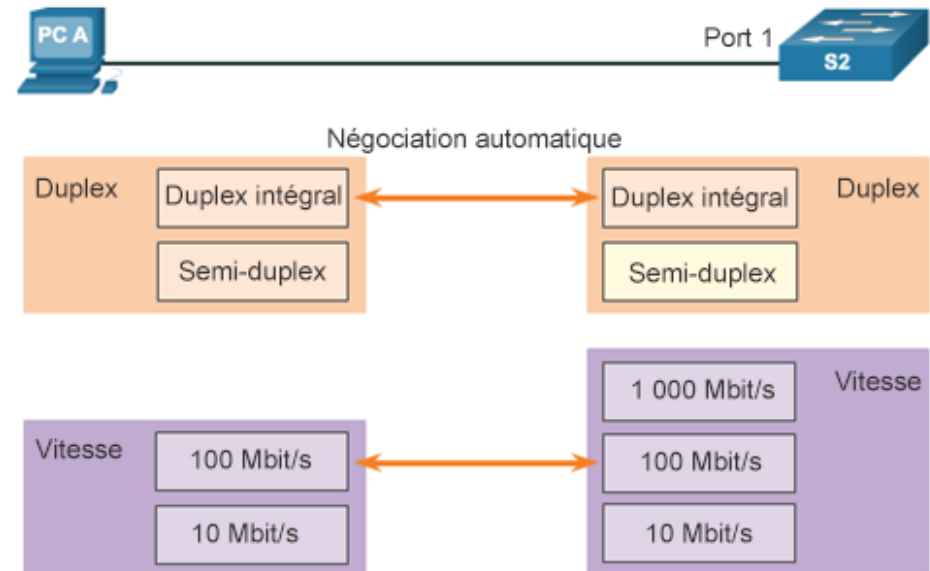 PC A
Port 1
S2
Négociation automatique
Duplex
Duplex intégral
Duplex intégral
Duplex
Semi-duplex
Semi-duplex
1 000 Mbit/s
Vitesse
Vitesse
100 Mbit/s
100 Mbit/s
10 Mbit/s
10 Mbit/s